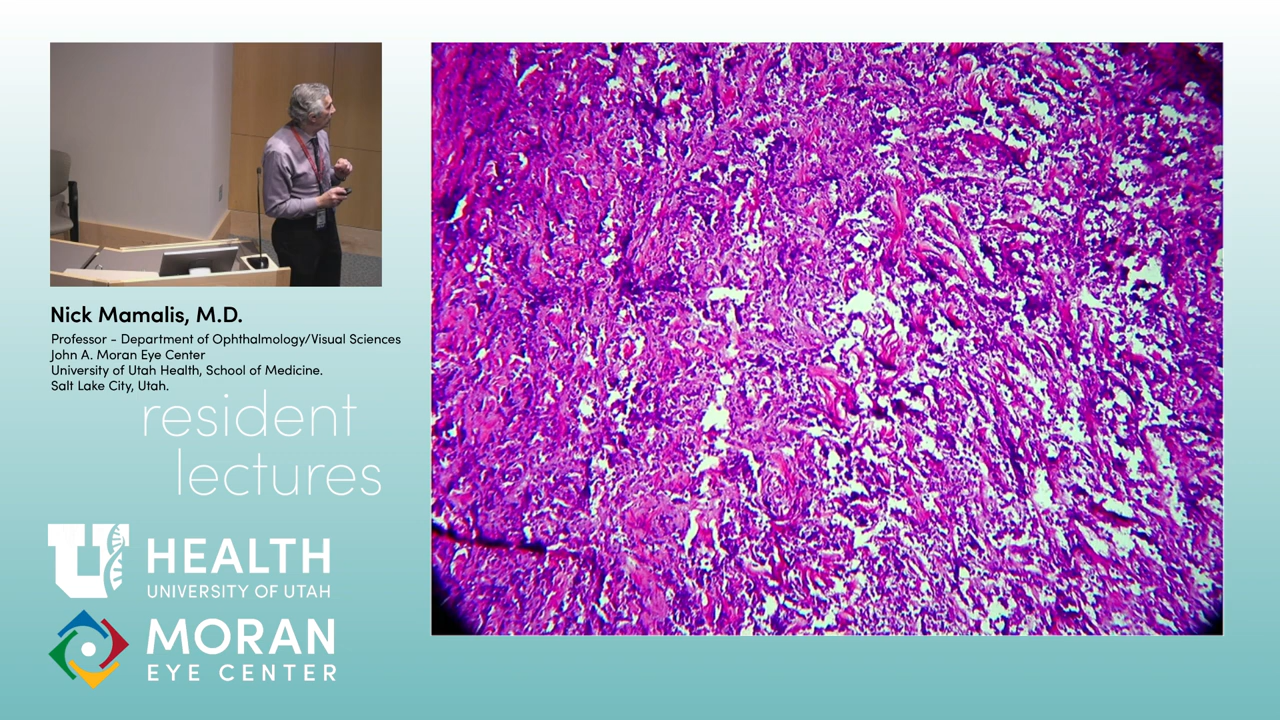 Nick Mamalis, M.D.
Professor - Department of Ophthalmology/Visual Sciences
John A. Moran Eye Center
University of Utah Health, School of Medicine.
Salt Lake City, Utah.
resident
lectures
U HEALTH
UNIVERSITY OF UTAH
MORAN
EYE CENTER